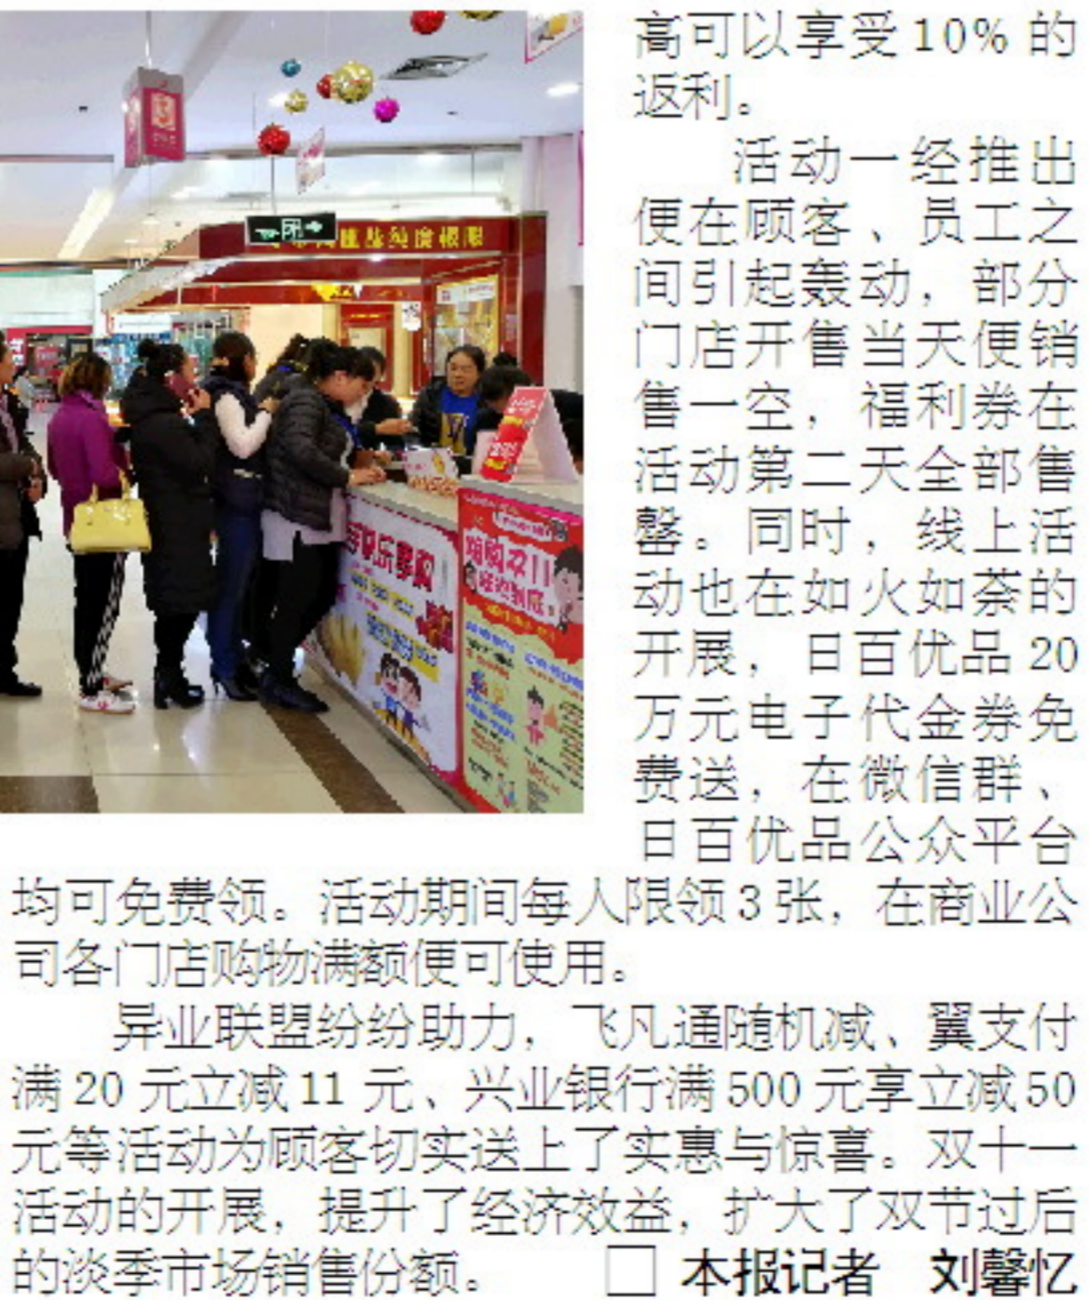 高可以享受10% 的
返利。
活动一经推出
便在顾客、员工之
间引起轰动，部分
门店开售当天便销
售一空，福利券在
活动第二天全部售
罄。同时，线上活
动也在如火如荼的
开展，日百优品20
万元电子代金券免
费送，在微信群、
日百优品公众平台
均可免费领。活动期间每人限领3张，在商业公
司各门店购物满额便可使用。
异业联盟纷纷助力，飞凡通随机减、翼支付
满20元立减11元、兴业银行满500元享立减50
元等活动为顾客切实送上了实惠与惊喜。双十一
活动的开展，提升了经济效益，扩大了双节过后
的淡季市场销售份额。 □ 本报记者 刘馨忆
嗨购双11